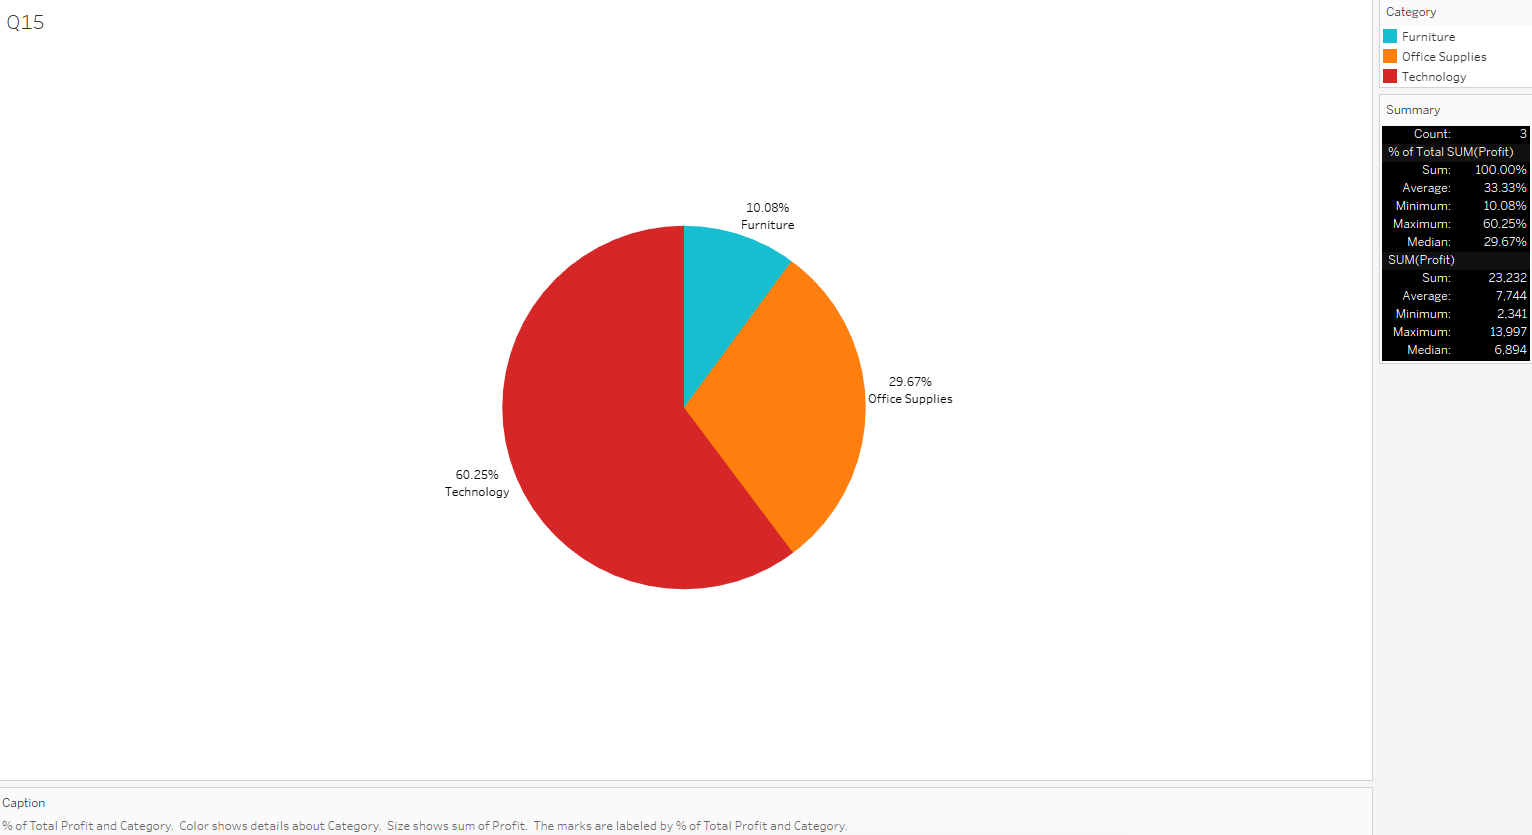 Q15
10.08%
Furniture
29.67%
Office Supplies
60.25%
Technology
Category
Furniture
Office Supplies
Technology
Summary
Count: 3
% of Total SUM(Profit)
Sum: 100.00%
Average: 33.33%
Minimum: 10.08%
Maximum: 60.25%
Median: 29.67%
SUM(Profit)
Sum: 23,232
Average: 7,744
Minimum: 2,341
Maximum: 13,997
Median: 6,894
Caption
% of Total Profit and Category.  Color shows details about Category.  Size shows sum of Profit.  The marks are labeled by % of Total Profit and Category.